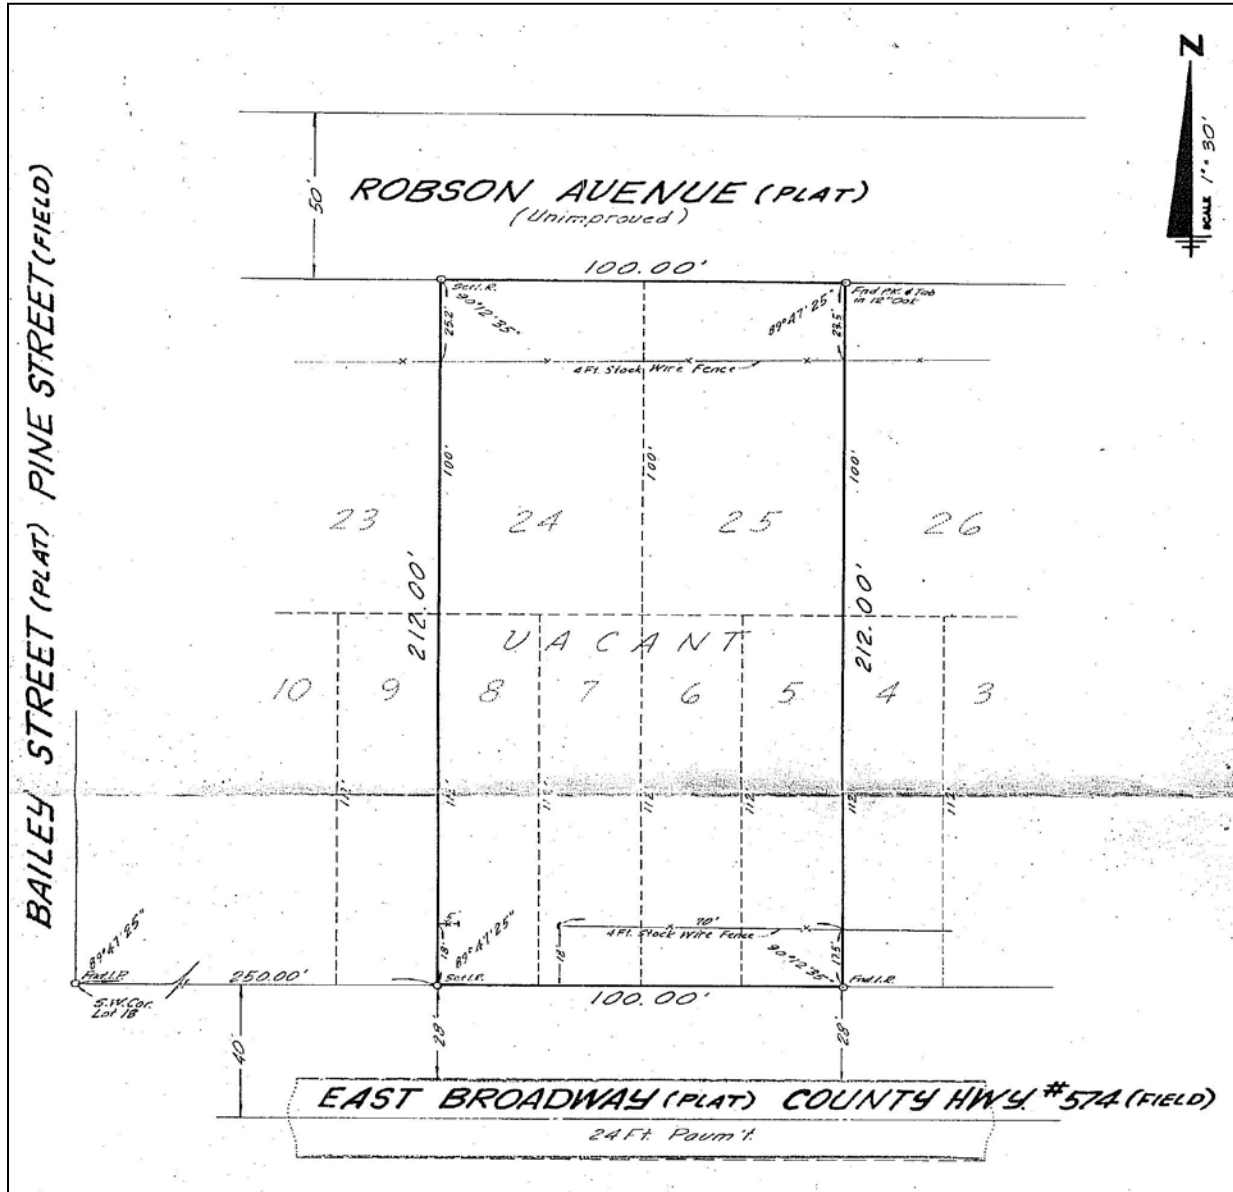 N
SCALE 1"= 30'
50'
ROBSON AVENUE (PLAT)
(Unimproved)
100.00'
Set I.R.
90°12'35"
25.2'
89°47'25"
23.5'
Fnd P.K. & Tab
in 12" Oak
4 Ft. Stock Wire Fence
100'
100'
100'
23
24
25
26
212.00'
212.00'
VACANT
10
9
8
7
6
5
4
3
112'
112'
112'
112'
112'
112'
112'
BAILEY STREET (PLAT) PINE STREET (FIELD)
89°47'25"
Fnd I.P.
S.W. Cor.
Lot 18
250.00'
5'
18'
89°47'25"
Set I.R.
70'
4 Ft. Stock Wire Fence
18'
90°12'35"
17.5'
Fnd I.R.
100.00'
40'
28'
28'
EAST BROADWAY (PLAT) COUNTY HWY. #574 (FIELD)
24 Ft. Pavm't.